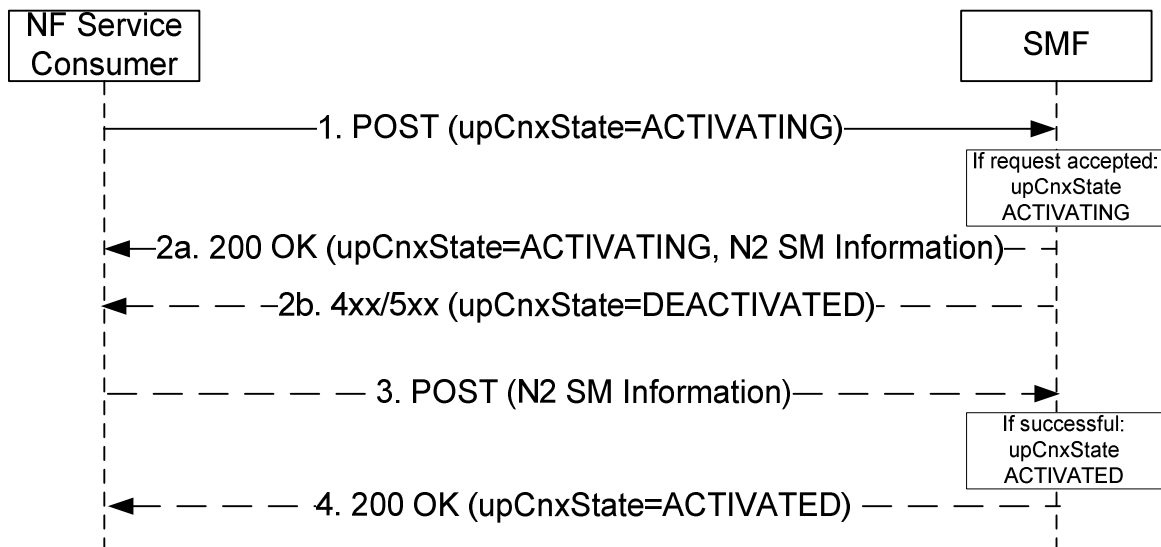 NF Service
Consumer
SMF
1. POST (upCnxState=ACTIVATING)
If request accepted:
upCnxState
ACTIVATING
2a. 200 OK (upCnxState=ACTIVATING, N2 SM Information)
2b. 4xx/5xx (upCnxState=DEACTIVATED)
3. POST (N2 SM Information)
If successful:
upCnxState
ACTIVATED
4. 200 OK (upCnxState=ACTIVATED)